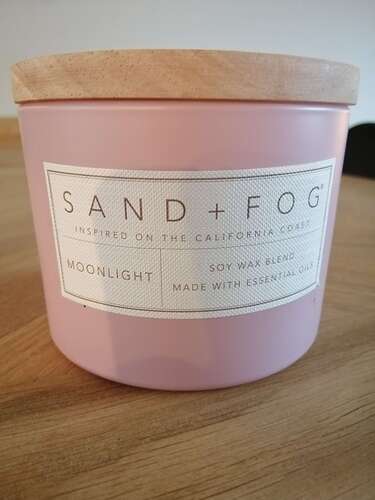 SAND + FOG®
INSPIRED ON THE CALIFORNIA COAST
MOONLIGHT
SOY WAX BLEND
MADE WITH ESSENTIAL OILS